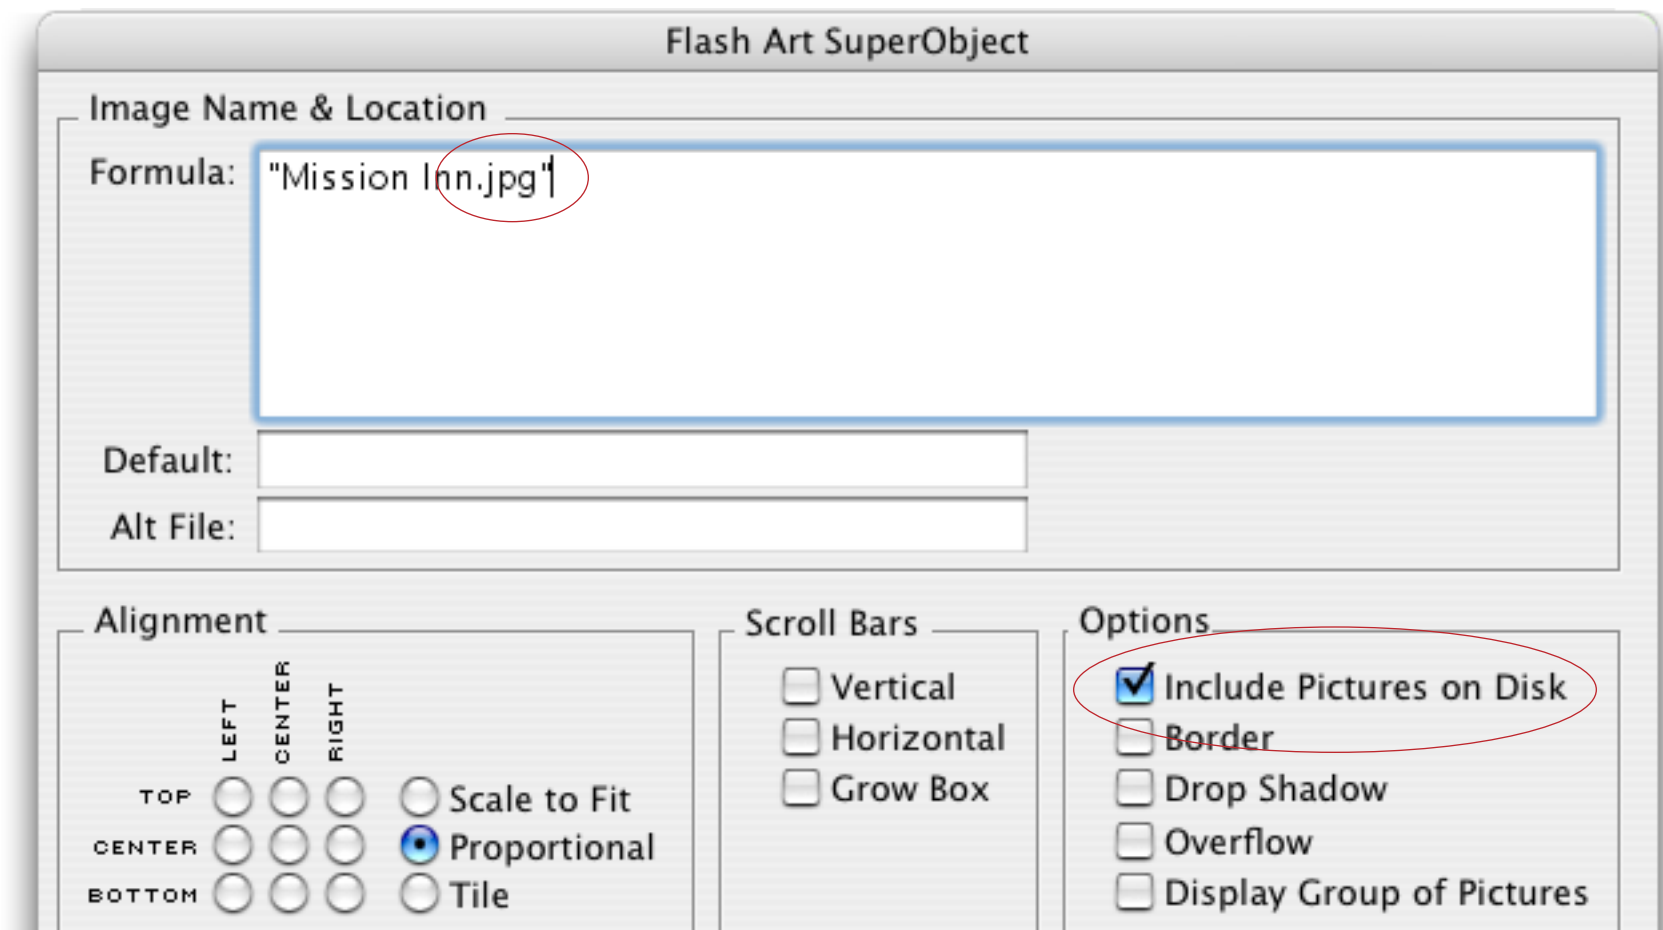 Flash Art SuperObject
Image Name & Location
Formula:
"Mission Inn.jpg"
Default:
Alt File:
Alignment
LEFT
CENTER
RIGHT
TOP
CENTER
BOTTOM
Scale to Fit
Proportional
Tile
Scroll Bars
Vertical
Horizontal
Grow Box
Options
Include Pictures on Disk
Border
Drop Shadow
Overflow
Display Group of Pictures